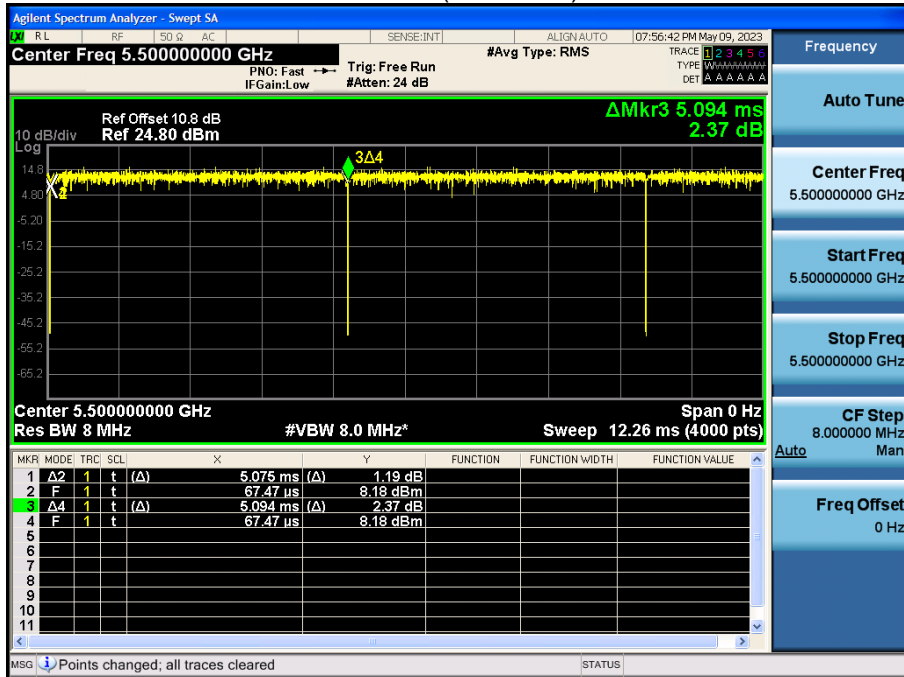 Agilent Spectrum Analyzer - Swept SA
LXI RL RF 50 Ω AC SENSE:INT ALIGNAUTO 07:56:42 PM May 09, 2023
Center Freq 5.500000000 GHz #Avg Type: RMS TRACE 1 2 3 4 5 6
PNO: Fast Trig: Free Run TYPE WWWWWW
IFGain:Low #Atten: 24 dB DET A A A A A A
Frequency
Auto Tune
Center Freq
5.500000000 GHz
Start Freq
5.500000000 GHz
Stop Freq
5.500000000 GHz
CF Step
8.000000 MHz
Auto Man
Freq Offset
0 Hz
ΔMkr3 5.094 ms
2.37 dB
Ref Offset 10.8 dB
10 dB/div Ref 24.80 dBm
Log
3Δ4
14.8
4.80
-5.20
-15.2
-25.2
-35.2
-45.2
-55.2
-65.2
Center 5.500000000 GHz Span 0 Hz
Res BW 8 MHz #VBW 8.0 MHz* Sweep 12.26 ms (4000 pts)
MKR MODE TRC SCL X Y FUNCTION FUNCTION WIDTH FUNCTION VALUE
1 Δ2 1 t (Δ) 5.075 ms (Δ) 1.19 dB
2 F 1 t 67.47 µs 8.18 dBm
3 Δ4 1 t (Δ) 5.094 ms (Δ) 2.37 dB
4 F 1 t 67.47 µs 8.18 dBm
5
6
7
8
9
10
11
MSG Points changed; all traces cleared STATUS